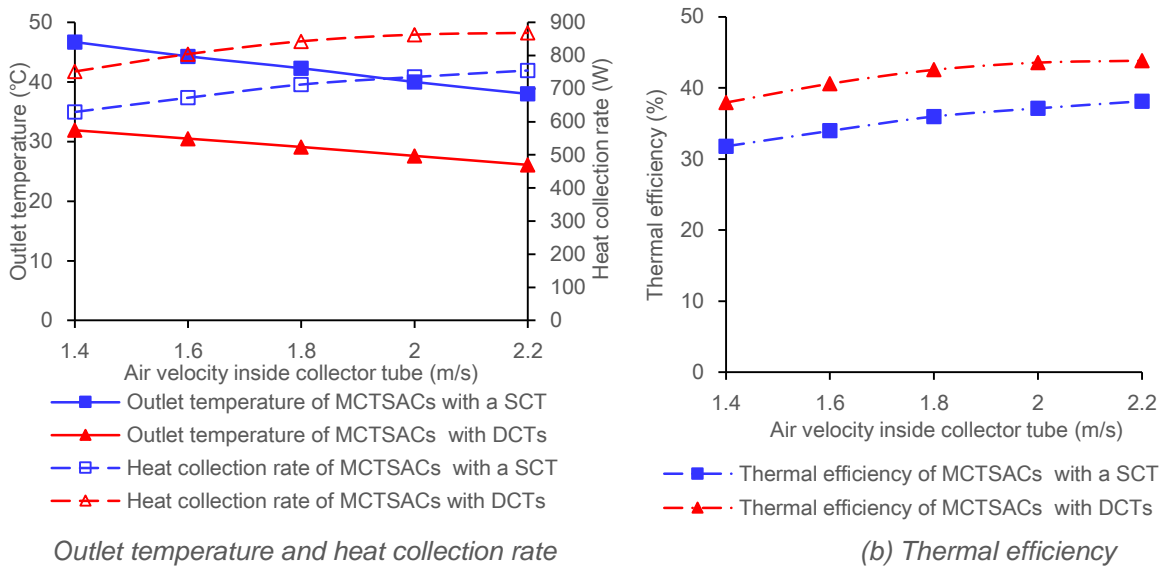 50
40
30
20
10
0
Outlet temperature (℃)
900
800
700
600
500
400
300
200
100
0
Heat collection rate (W)
1.4 1.6 1.8 2 2.2
Air velocity inside collector tube (m/s)
Outlet temperature of MCTSACs with a SCT
Outlet temperature of MCTSACs with DCTs
Heat collection rate of MCTSACs with a SCT
Heat collection rate of MCTSACs with DCTs
Outlet temperature and heat collection rate
50
40
30
20
10
0
Thermal efficiency (%)
1.4 1.6 1.8 2 2.2
Air velocity inside collector tube (m/s)
Thermal efficiency of MCTSACs with a SCT
Thermal efficiency of MCTSACs with DCTs
(b) Thermal efficiency